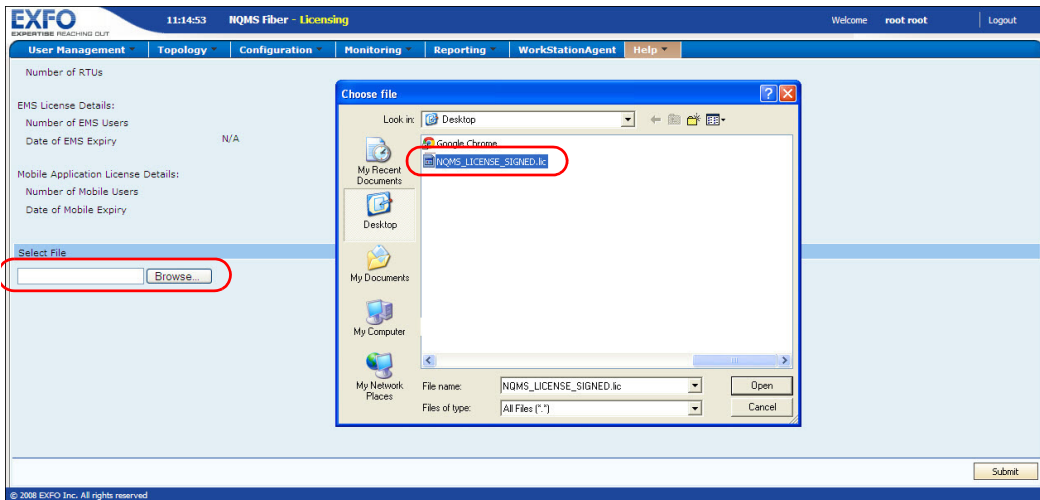 EXFO
EXPERTISE REACHING OUT
11:14:53 NQMS Fiber - Licensing
Welcome root root Logout
User Management Topology Configuration Monitoring Reporting WorkStationAgent Help
Number of RTUs
EMS License Details:
Number of EMS Users
Date of EMS Expiry N/A
Mobile Application License Details:
Number of Mobile Users
Date of Mobile Expiry
Select File
Browse...
Choose file
Look in: Desktop
Google Chrome
NQMS_LICENSE_SIGNED.lic
My Recent
Documents
Desktop
My Documents
My Computer
My Network
Places
File name: NQMS_LICENSE_SIGNED.lic Open
Files of type: All Files (*.*) Cancel
Submit
© 2008 EXFO Inc. All rights reserved